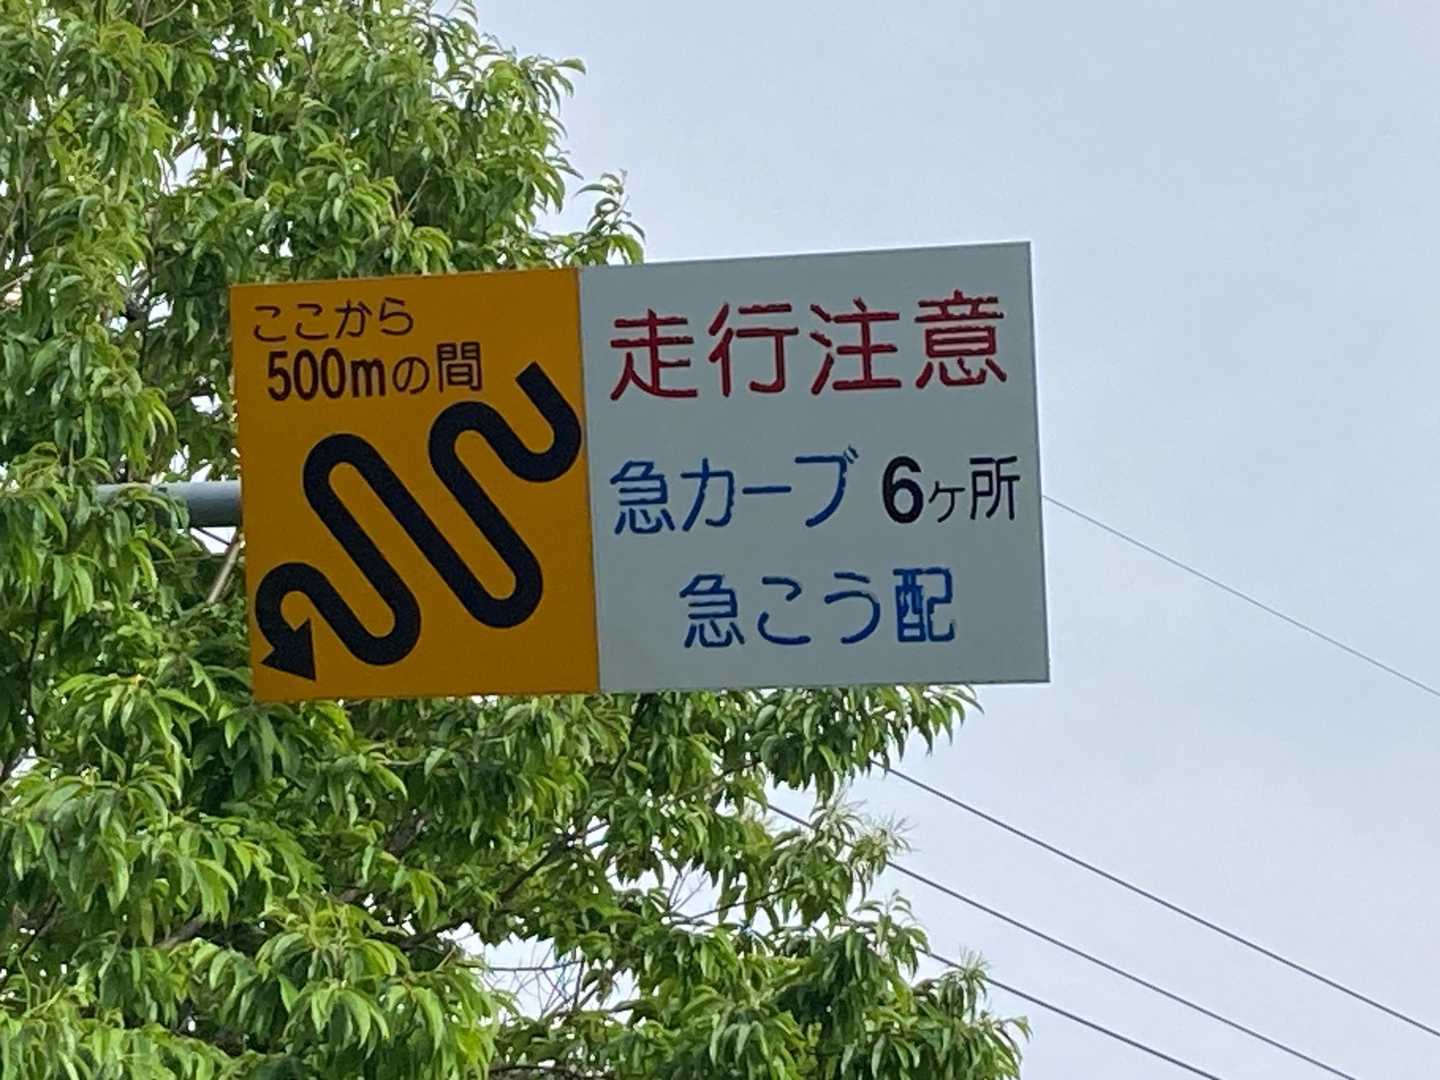 ここから
500mの間
走行注意
急カーブ 6ヶ所
急こう配